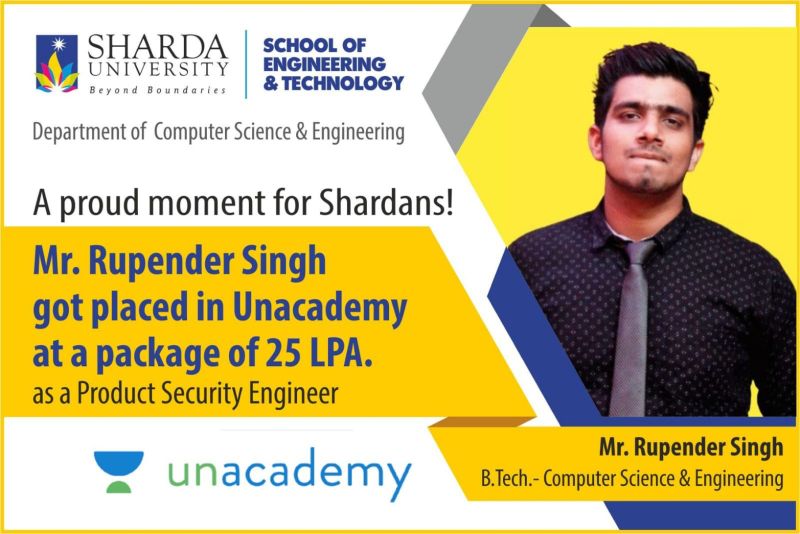 SHARDA
UNIVERSITY
Beyond Boundaries
SCHOOL OF
ENGINEERING
& TECHNOLOGY
Department of Computer Science & Engineering
A proud moment for Shardans!
Mr. Rupender Singh
got placed in Unacademy
at a package of 25 LPA.
as a Product Security Engineer
unacademy
Mr. Rupender Singh
B.Tech.- Computer Science & Engineering